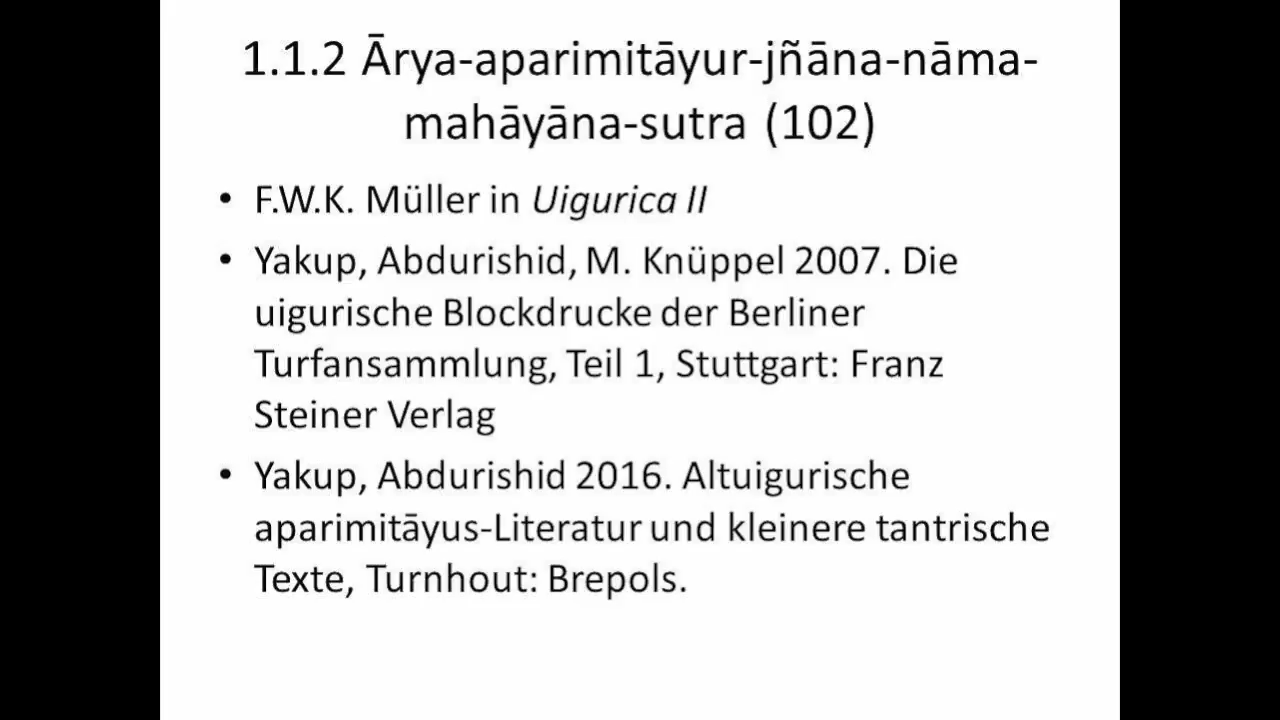 1.1.2 Ārya-aparimitāyur-jñāna-nāma-
mahāyāna-sutra (102)
• F.W.K. Müller in Uigurica II
• Yakup, Abdurishid, M. Knüppel 2007. Die
uigurische Blockdrucke der Berliner
Turfansammlung, Teil 1, Stuttgart: Franz
Steiner Verlag
• Yakup, Abdurishid 2016. Altuigurische
aparimitāyus-Literatur und kleinere tantrische
Texte, Turnhout: Brepols.